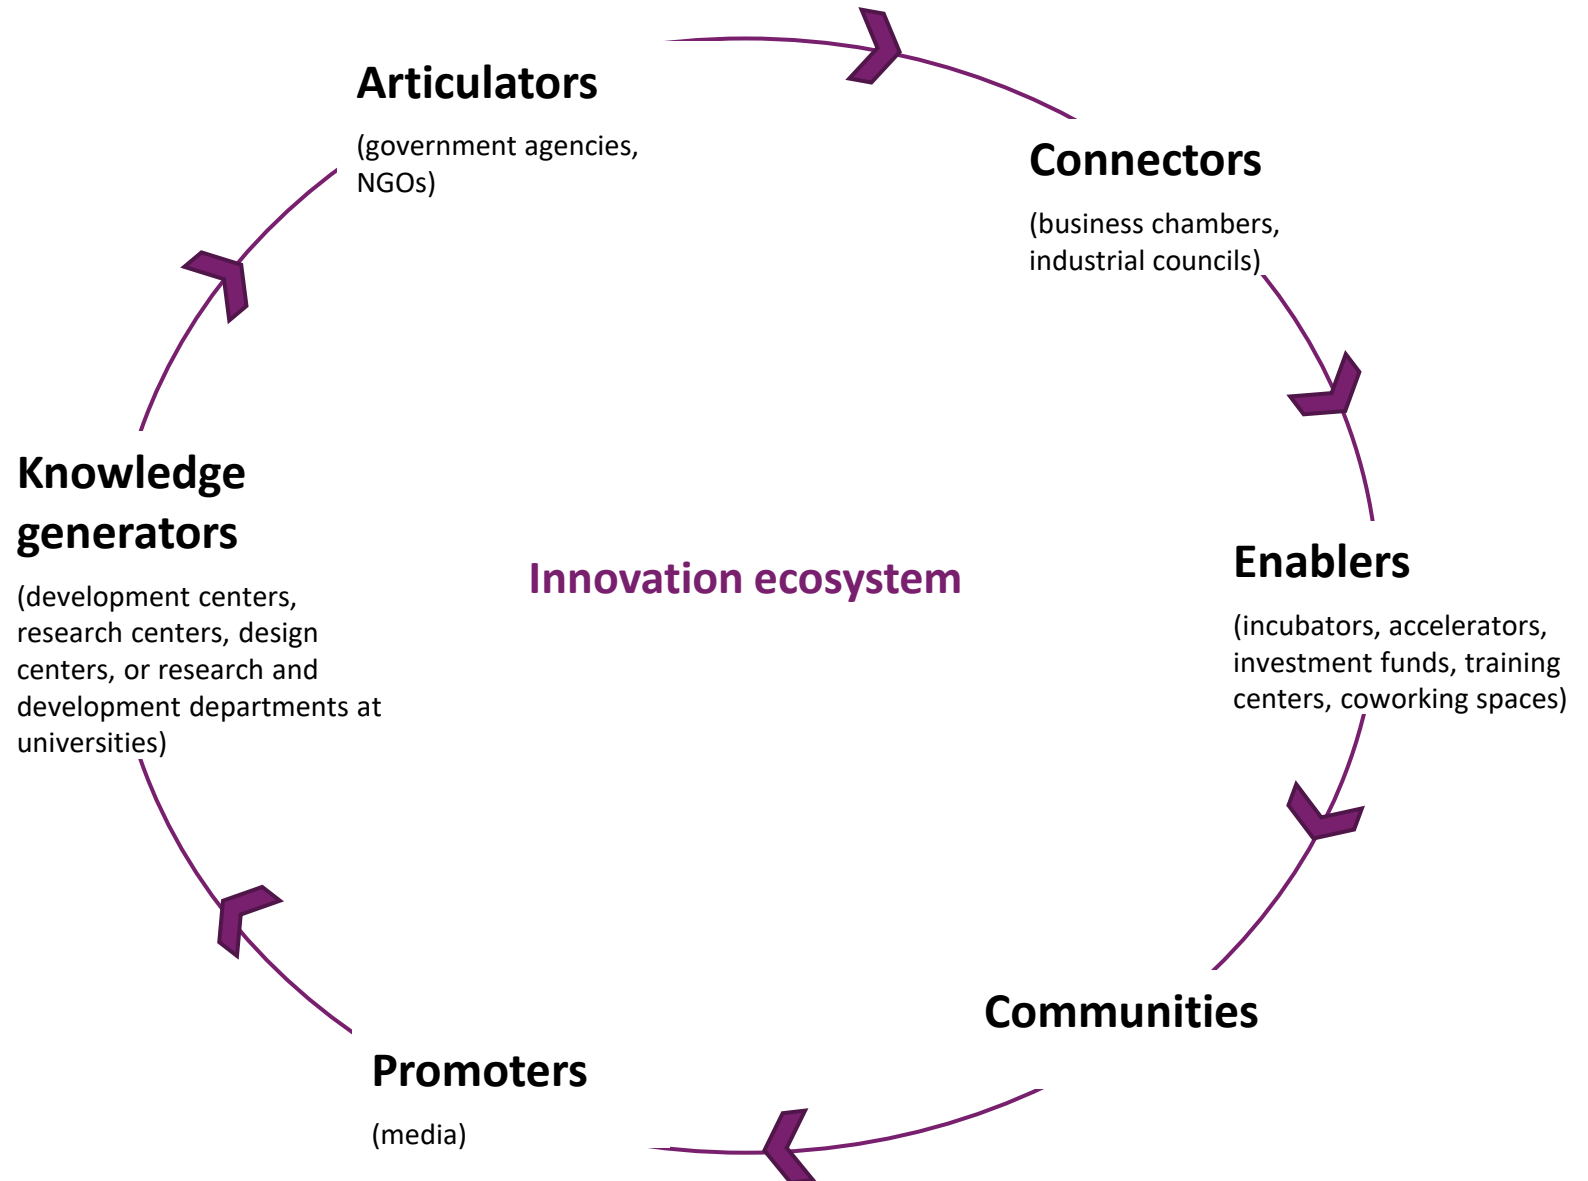 Articulators
(government agencies,
NGOs)
Connectors
(business chambers,
industrial councils)
Knowledge
generators
(development centers,
research centers, design
centers, or research and
development departments at
universities)
Innovation ecosystem
Enablers
(incubators, accelerators,
investment funds, training
centers, coworking spaces)
Communities
Promoters
(media)